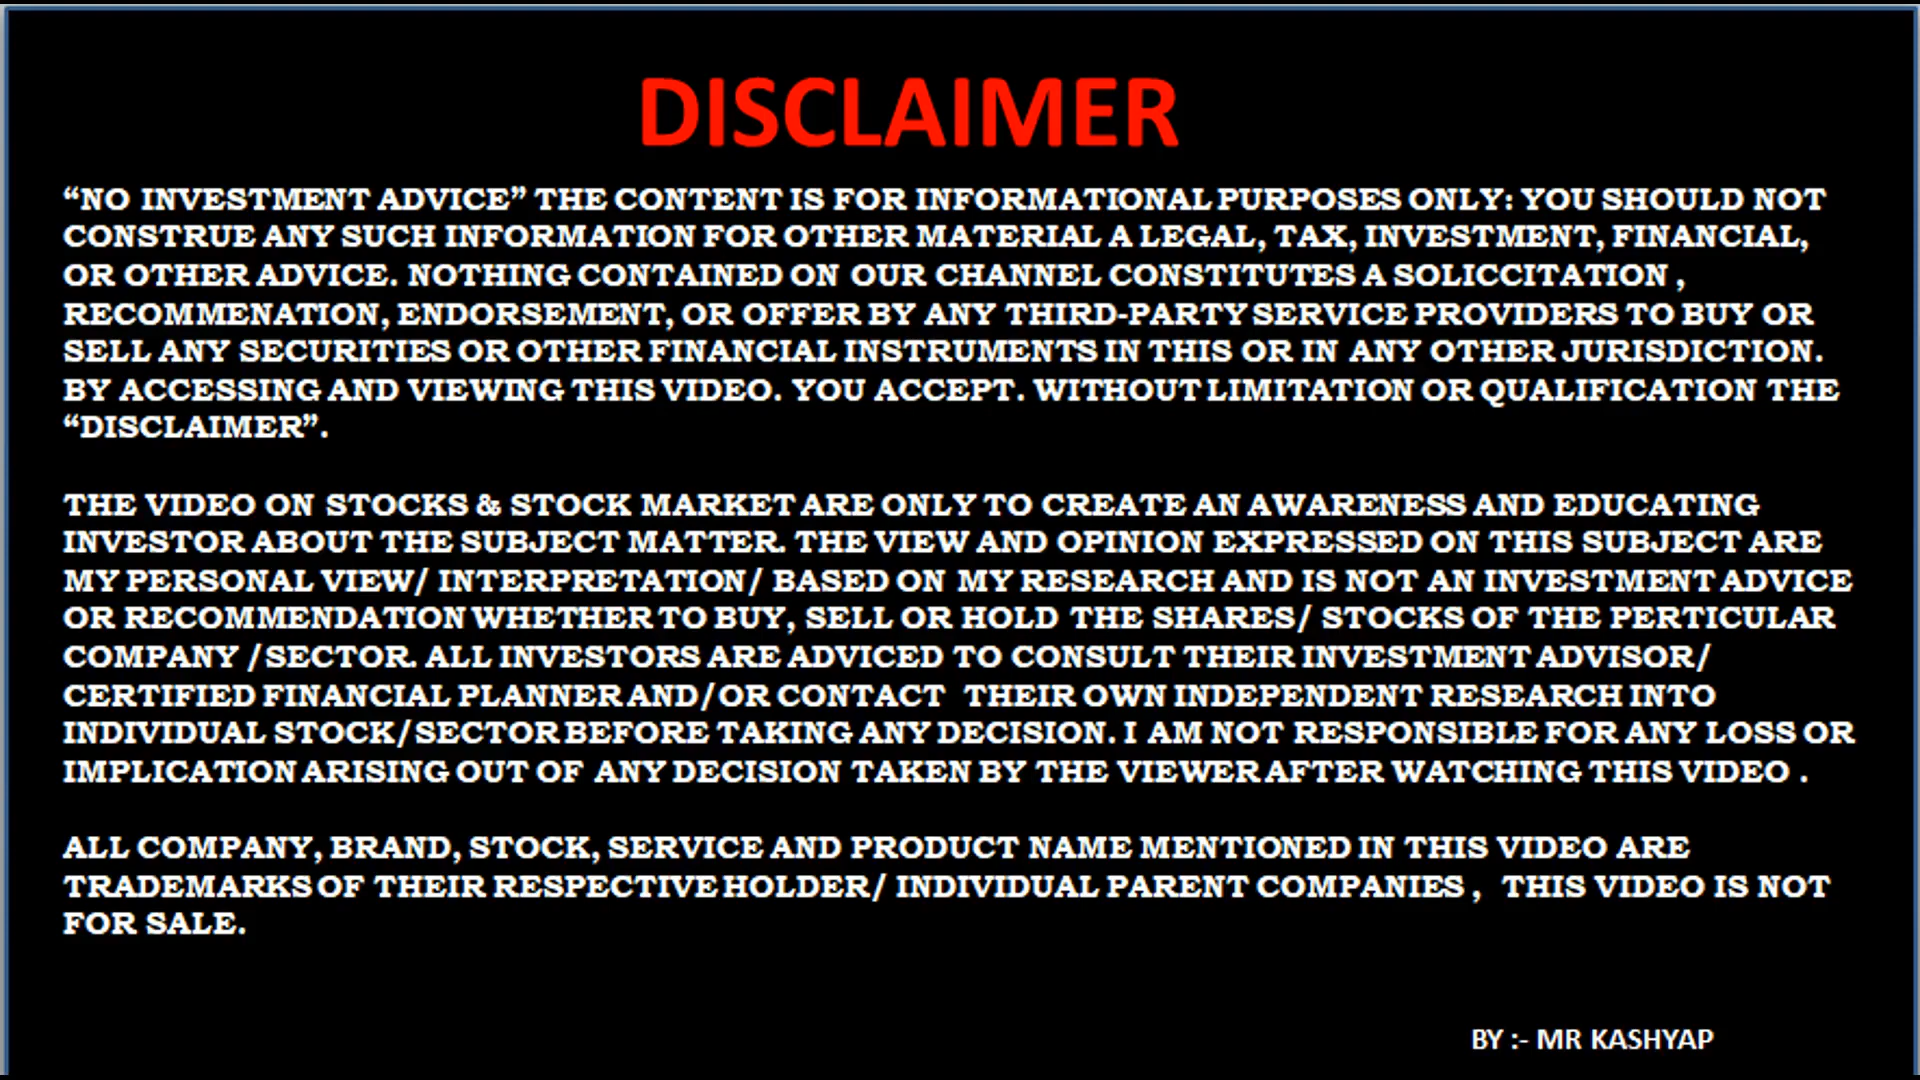 DISCLAIMER
“NO INVESTMENT ADVICE” THE CONTENT IS FOR INFORMATIONAL PURPOSES ONLY: YOU SHOULD NOT
CONSTRUE ANY SUCH INFORMATION FOR OTHER MATERIAL A LEGAL, TAX, INVESTMENT, FINANCIAL,
OR OTHER ADVICE. NOTHING CONTAINED ON OUR CHANNEL CONSTITUTES A SOLICCITATION ,
RECOMMENATION, ENDORSEMENT, OR OFFER BY ANY THIRD-PARTY SERVICE PROVIDERS TO BUY OR
SELL ANY SECURITIES OR OTHER FINANCIAL INSTRUMENTS IN THIS OR IN ANY OTHER JURISDICTION.
BY ACCESSING AND VIEWING THIS VIDEO. YOU ACCEPT. WITHOUT LIMITATION OR QUALIFICATION THE
“DISCLAIMER”.
THE VIDEO ON STOCKS & STOCK MARKET ARE ONLY TO CREATE AN AWARENESS AND EDUCATING
INVESTOR ABOUT THE SUBJECT MATTER. THE VIEW AND OPINION EXPRESSED ON THIS SUBJECT ARE
MY PERSONAL VIEW/ INTERPRETATION/ BASED ON MY RESEARCH AND IS NOT AN INVESTMENT ADVICE
OR RECOMMENDATION WHETHER TO BUY, SELL OR HOLD THE SHARES/ STOCKS OF THE PERTICULAR
COMPANY /SECTOR. ALL INVESTORS ARE ADVICED TO CONSULT THEIR INVESTMENT ADVISOR/
CERTIFIED FINANCIAL PLANNER AND/OR CONTACT THEIR OWN INDEPENDENT RESEARCH INTO
INDIVIDUAL STOCK/SECTOR BEFORE TAKING ANY DECISION. I AM NOT RESPONSIBLE FOR ANY LOSS OR
IMPLICATION ARISING OUT OF ANY DECISION TAKEN BY THE VIEWER AFTER WATCHING THIS VIDEO .
ALL COMPANY, BRAND, STOCK, SERVICE AND PRODUCT NAME MENTIONED IN THIS VIDEO ARE
TRADEMARKS OF THEIR RESPECTIVE HOLDER/ INDIVIDUAL PARENT COMPANIES , THIS VIDEO IS NOT
FOR SALE.
BY :- MR KASHYAP